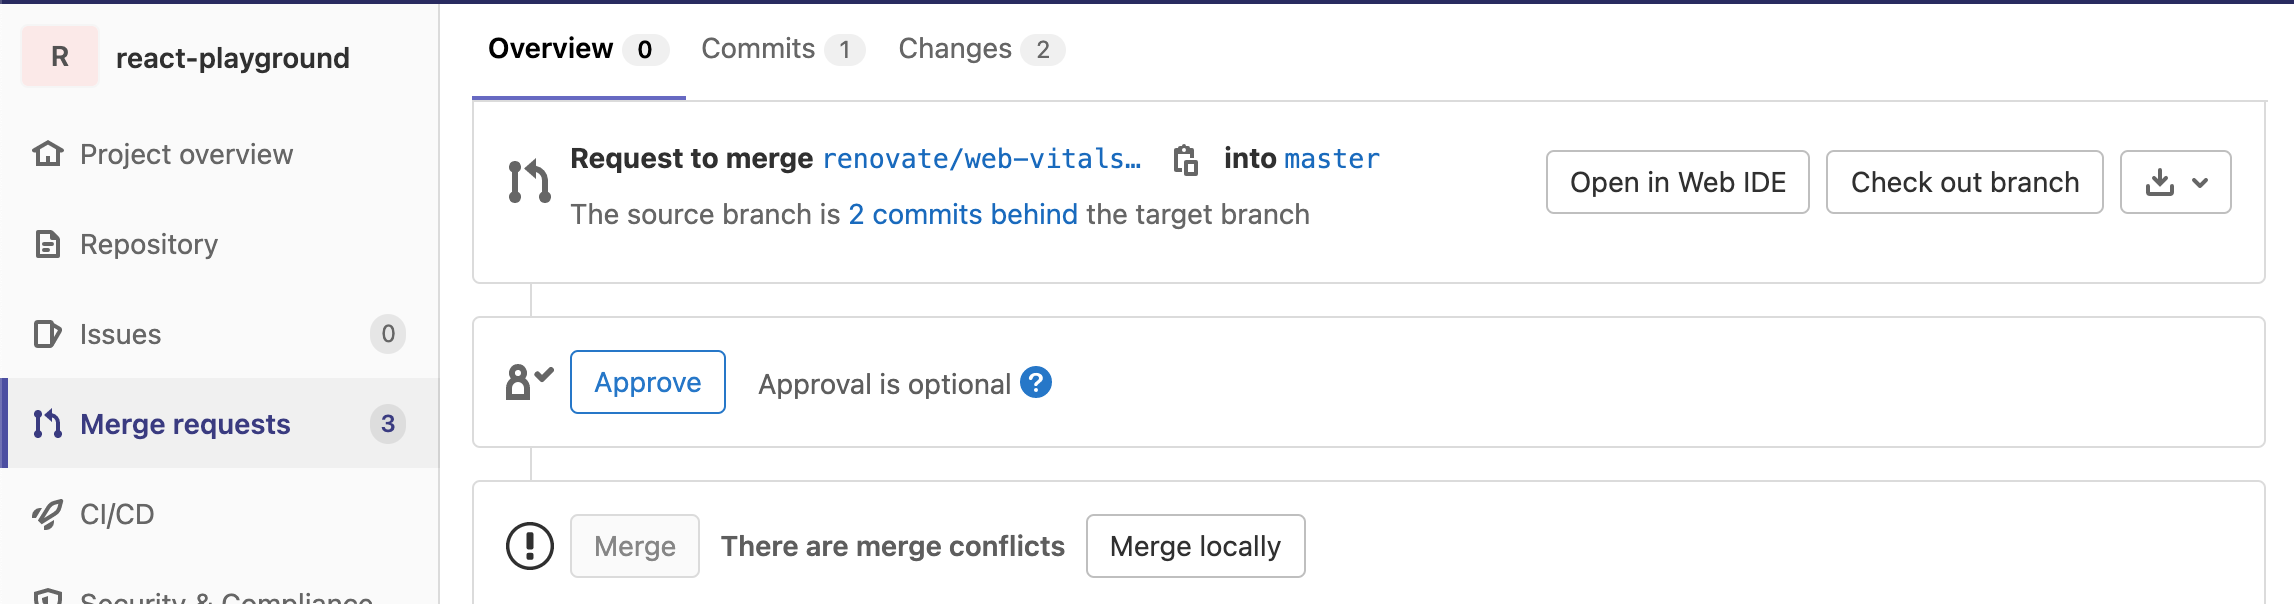 R react-playground
Project overview
Repository
Issues 0
Merge requests 3
CI/CD
Security & Compliance
Overview 0 Commits 1 Changes 2
Request to merge renovate/web-vitals… into master
The source branch is 2 commits behind the target branch
Open in Web IDE Check out branch
Approve Approval is optional ?
Merge There are merge conflicts Merge locally